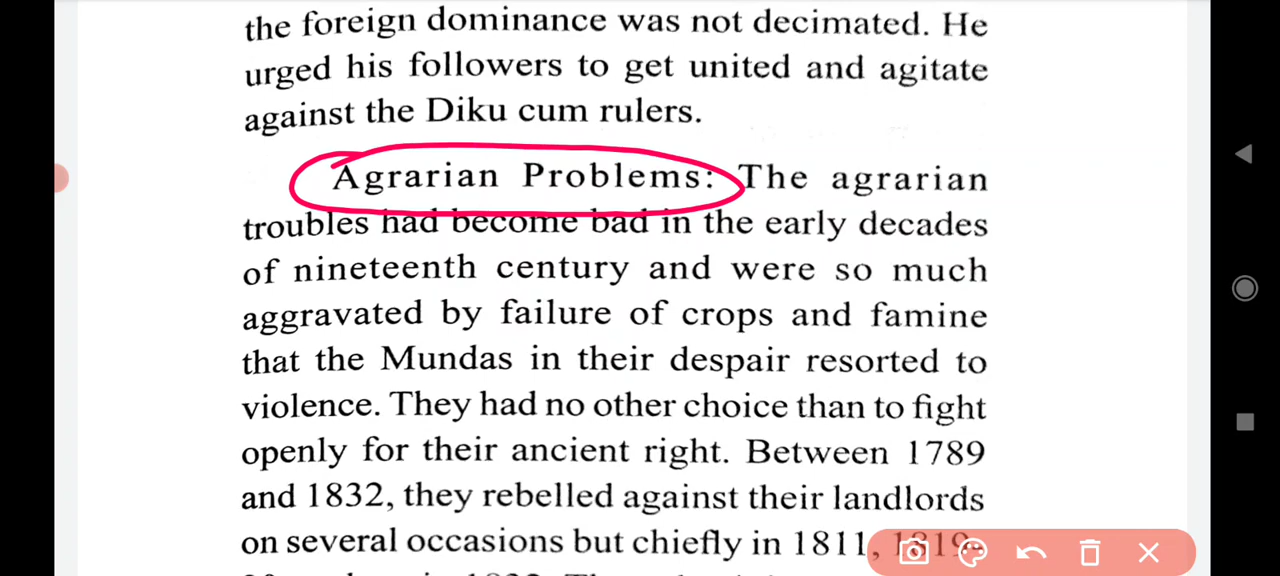 the foreign dominance was not decimated. He
urged his followers to get united and agitate
against the Diku cum rulers.
Agrarian Problems: The agrarian
troubles had become bad in the early decades
of nineteenth century and were so much
aggravated by failure of crops and famine
that the Mundas in their despair resorted to
violence. They had no other choice than to fight
openly for their ancient right. Between 1789
and 1832, they rebelled against their landlords
on several occasions but chiefly in 1811, 1819-